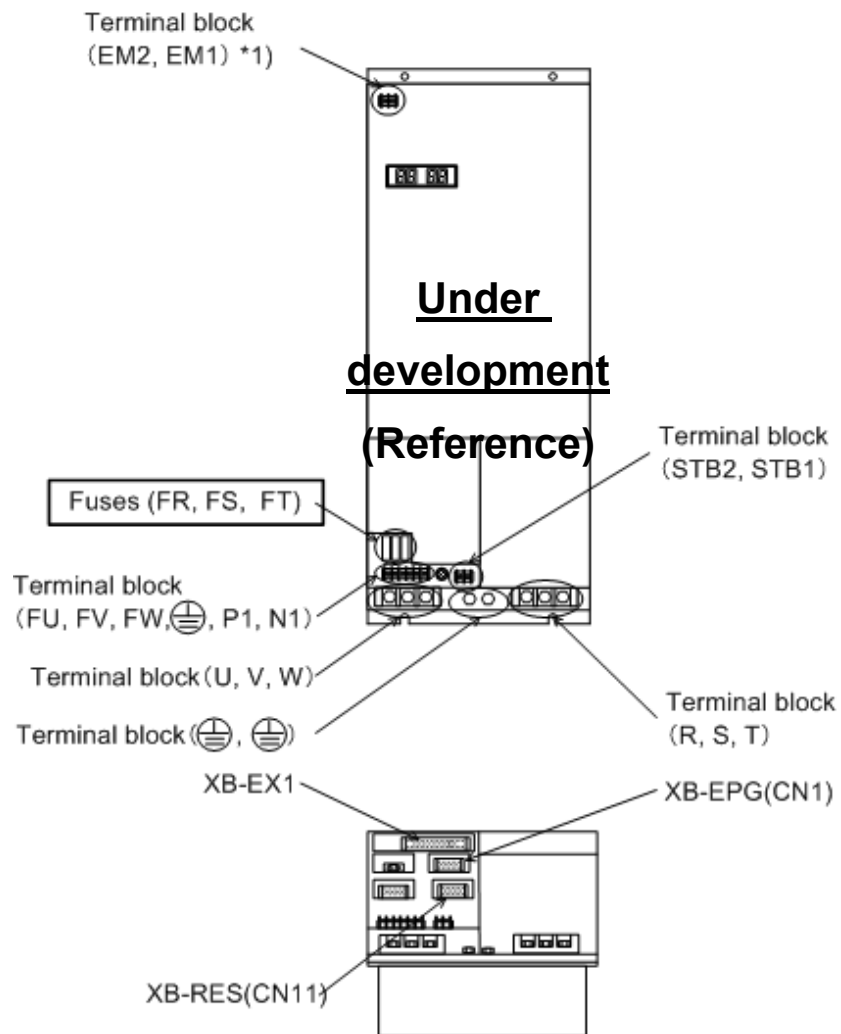 Terminal block
(EM2, EM1) *1)
Under
development
(Reference)
Terminal block
(STB2, STB1)
Fuses (FR, FS, FT)
Terminal block
(FU, FV, FW,⏚, P1, N1)
Terminal block(U, V, W)
Terminal block(⏚, ⏚)
Terminal block
(R, S, T)
XB-EX1
XB-EPG(CN1)
XB-RES(CN11)